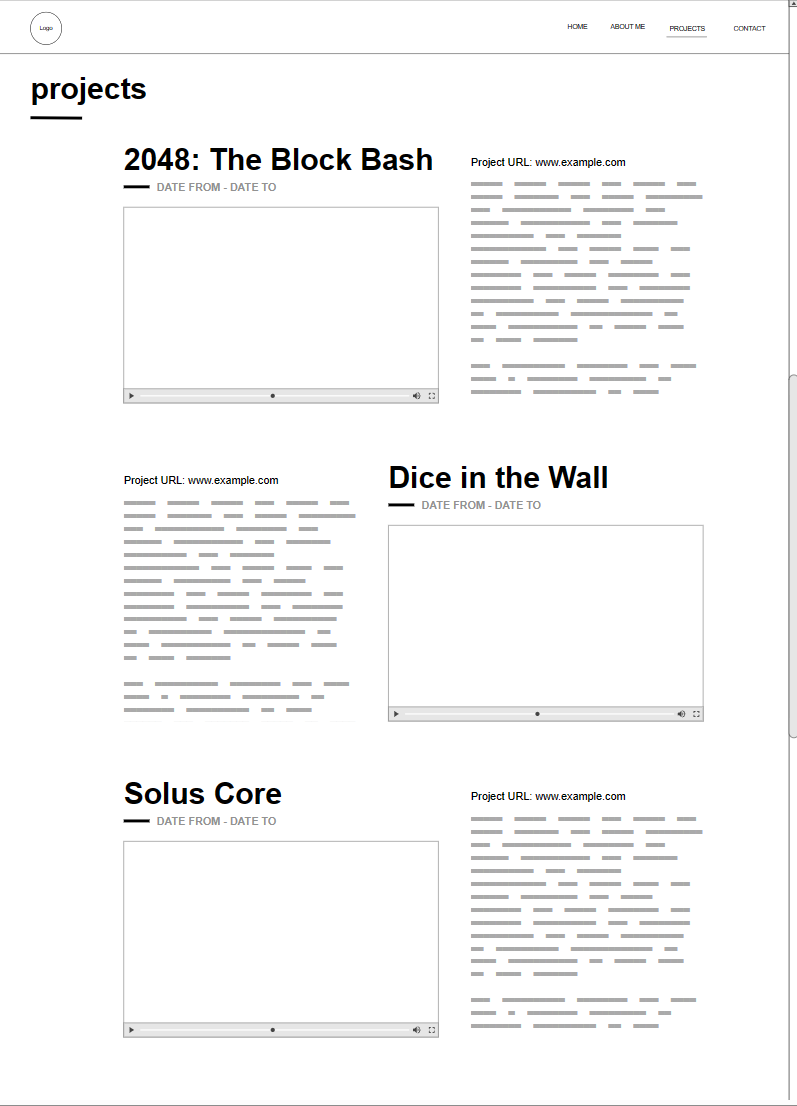 Logo
HOME
ABOUT ME
PROJECTS
CONTACT
projects
2048: The Block Bash
DATE FROM - DATE TO
Project URL: www.example.com
Project URL: www.example.com
Dice in the Wall
DATE FROM - DATE TO
Solus Core
DATE FROM - DATE TO
Project URL: www.example.com